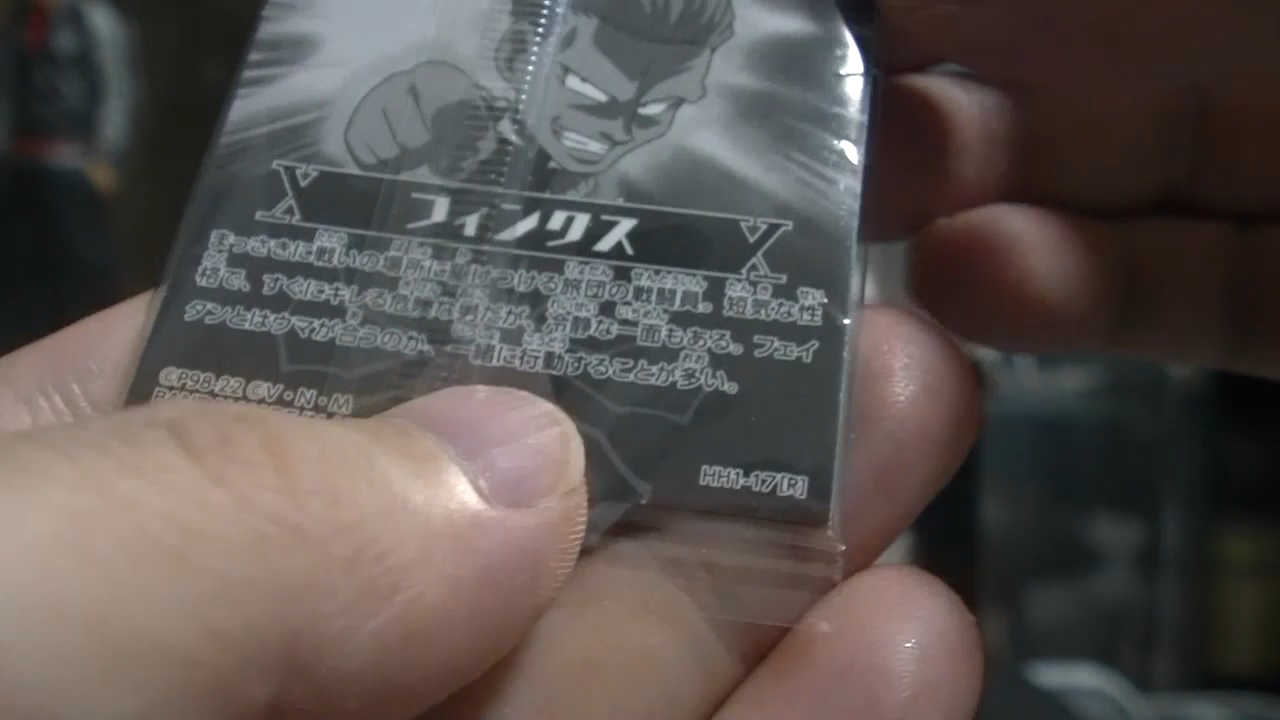 X フィンクス X
まっさきに戦いの場所に駆けつける旅団の戦闘員。短気な性
格で、すぐにキレる危険な男だが、冷静な一面もある。フェイ
タンとはウマが合うのか、一緒に行動することが多い。
©P98-22 ©V・N・M
HH1-17[R]